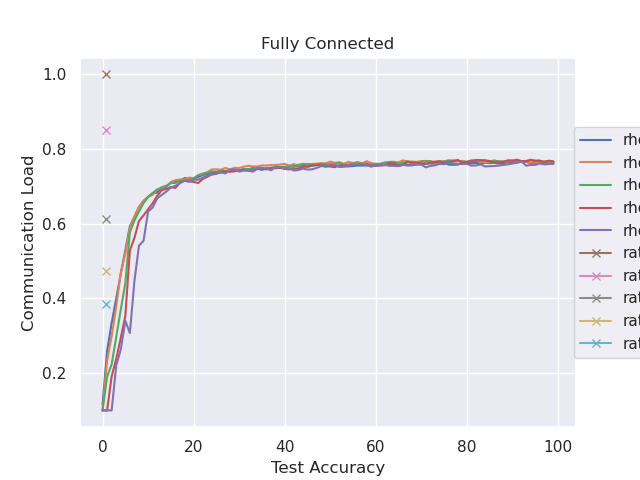 Fully Connected
Communication Load
1.0
0.8
0.6
0.4
0.2
0
20
40
60
80
100
Test Accuracy
rho
rho
rho
rho
rho
rat
rat
rat
rat
rat